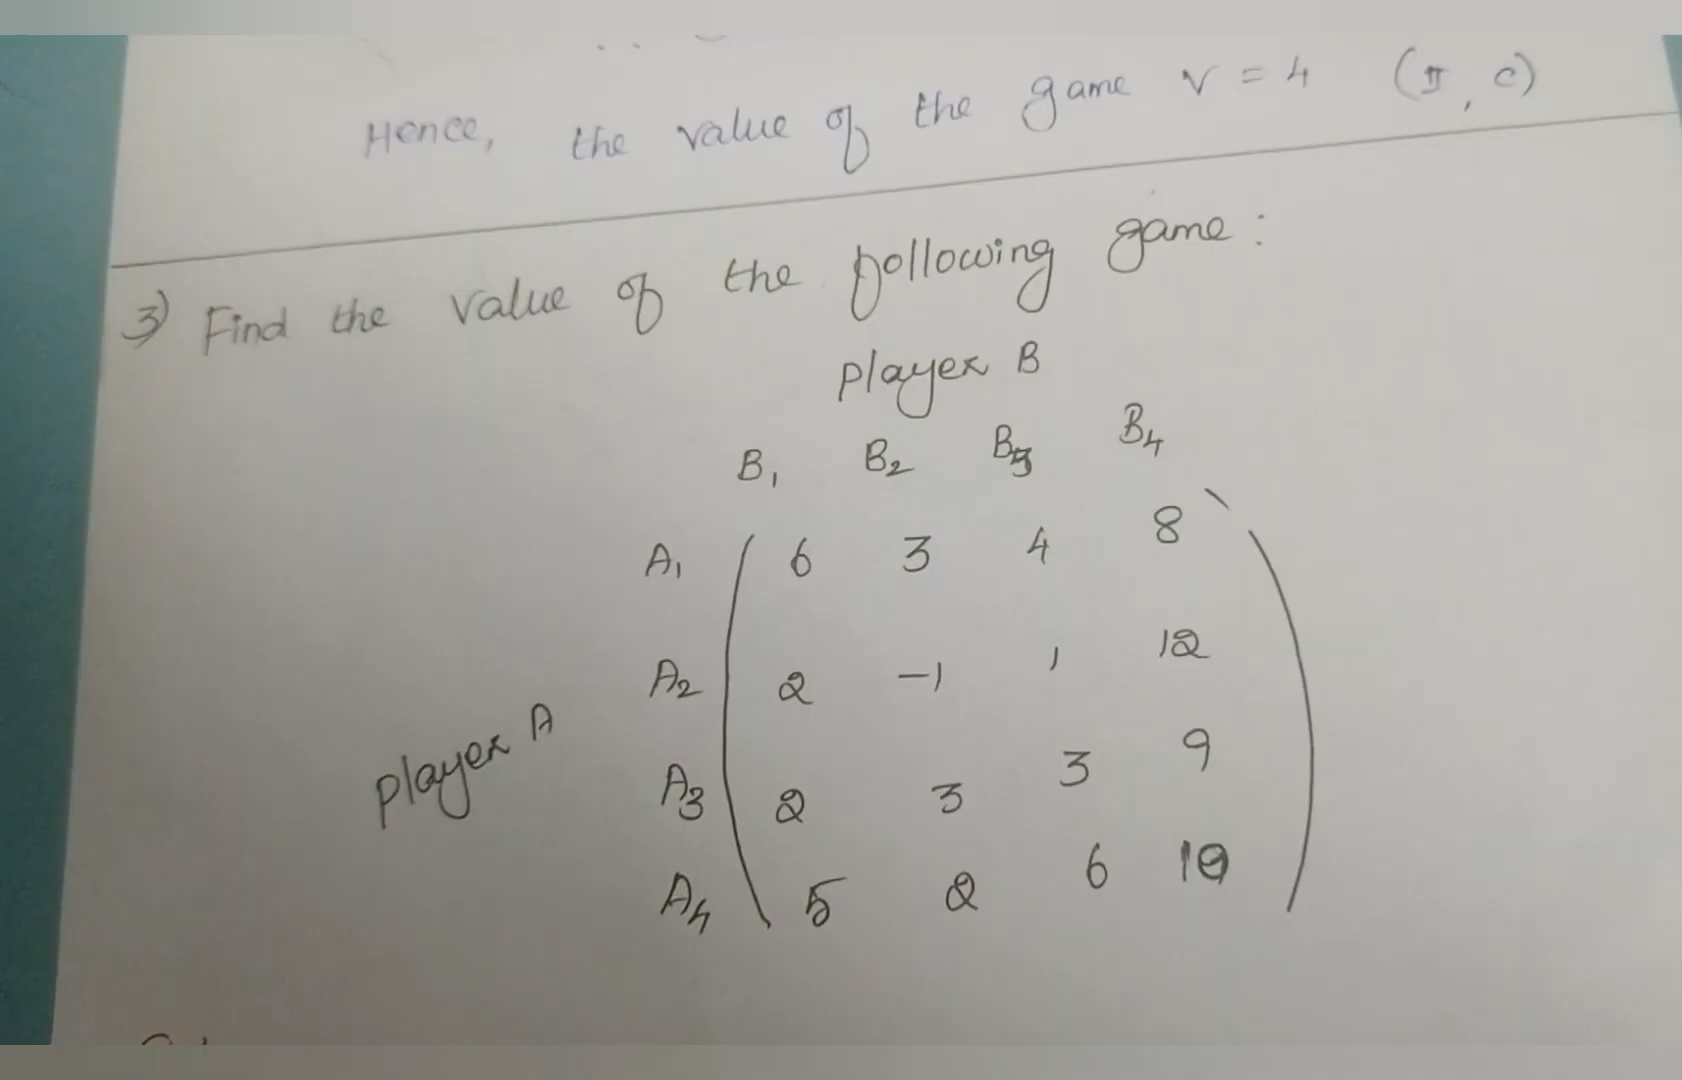 Hence, the value of the game v = 4 (II, c)
3) Find the value of the following game:
Player B
B1 B2 B3 B4
A1 6 3 4 8
A2 2 -1 1 12
Player A
A3 2 3 3 9
A4 5 2 6 10